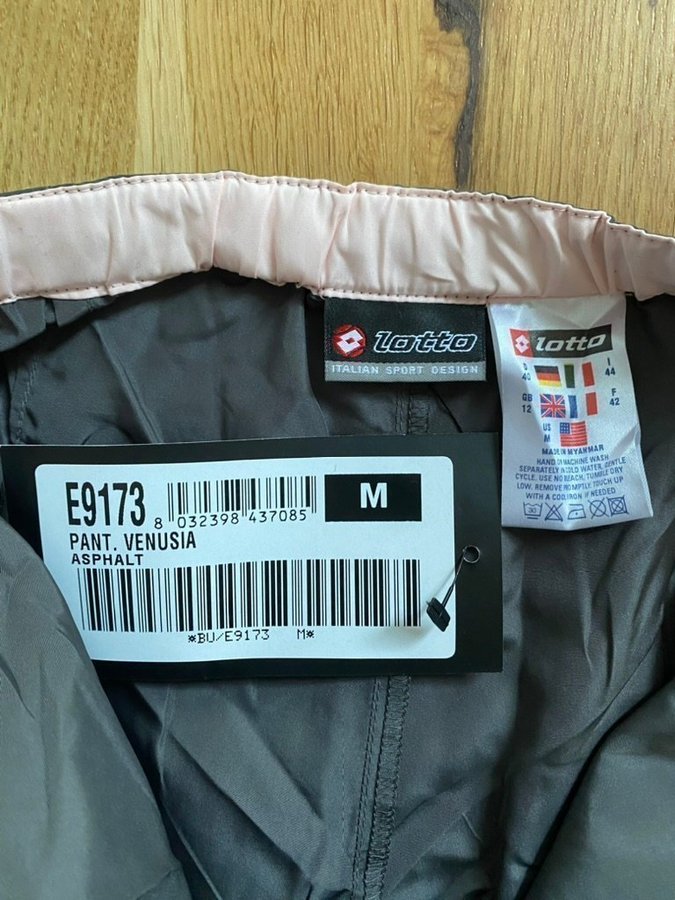 lotto
ITALIAN SPORT DESIGN
lotto
D
40
I
44
GB
12
F
42
US
M
MADE IN MYANMAR
HAND OR MACHINE WASH
SEPARATELY IN COLD WATER, GENTLE
CYCLE. USE NO BLEACH, TUMBLE DRY
LOW. REMOVE PROMPTLY. TOUCH UP
WITH A COOL IRON IF NEEDED
30
E9173
8 032398 437085
M
PANT. VENUSIA
ASPHALT
*BU/E9173 M*